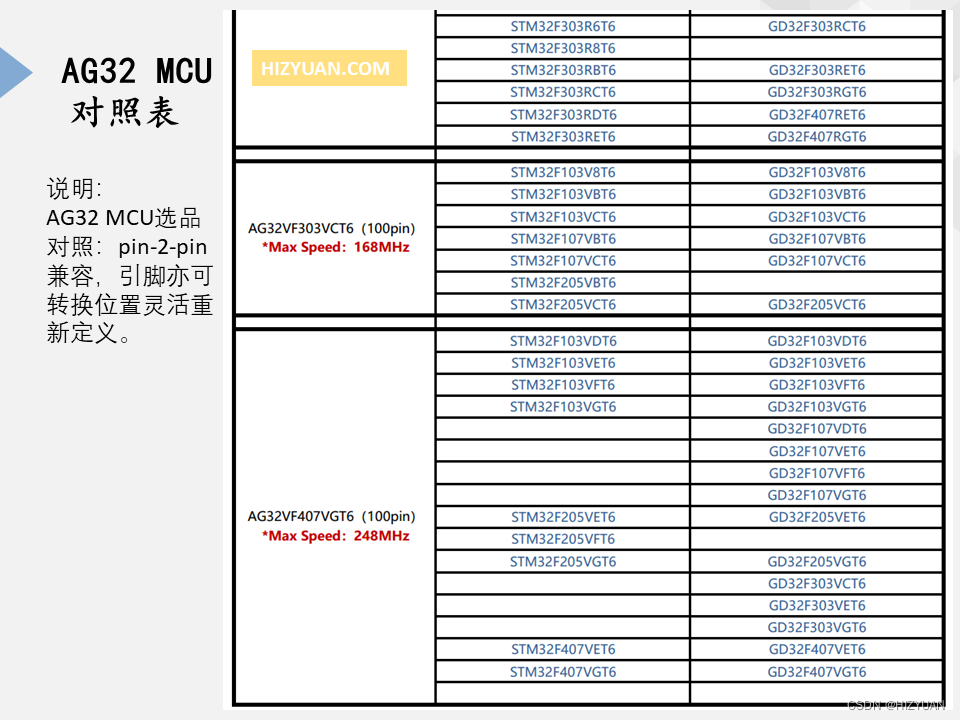 AG32 MCU
对照表
说明：
AG32 MCU选品
对照：pin-2-pin
兼容，引脚亦可
转换位置灵活重
新定义。
HIZYUAN.COM
STM32F303R6T6 GD32F303RCT6
STM32F303R8T6
STM32F303RBT6 GD32F303RET6
STM32F303RCT6 GD32F303RGT6
STM32F303RDT6 GD32F407RET6
STM32F303RET6 GD32F407RGT6
AG32VF303VCT6（100pin）
*Max Speed：168MHz
STM32F103V8T6 GD32F103V8T6
STM32F103VBT6 GD32F103VBT6
STM32F103VCT6 GD32F103VCT6
STM32F107VBT6 GD32F107VBT6
STM32F107VCT6 GD32F107VCT6
STM32F205VBT6
STM32F205VCT6 GD32F205VCT6
AG32VF407VGT6（100pin）
*Max Speed：248MHz
STM32F103VDT6 GD32F103VDT6
STM32F103VET6 GD32F103VET6
STM32F103VFT6 GD32F103VFT6
STM32F103VGT6 GD32F103VGT6
GD32F107VDT6
GD32F107VET6
GD32F107VFT6
GD32F107VGT6
STM32F205VET6 GD32F205VET6
STM32F205VFT6
STM32F205VGT6 GD32F205VGT6
GD32F303VCT6
GD32F303VET6
GD32F303VGT6
STM32F407VET6 GD32F407VET6
STM32F407VGT6 GD32F407VGT6
CSDN @HIZYUAN